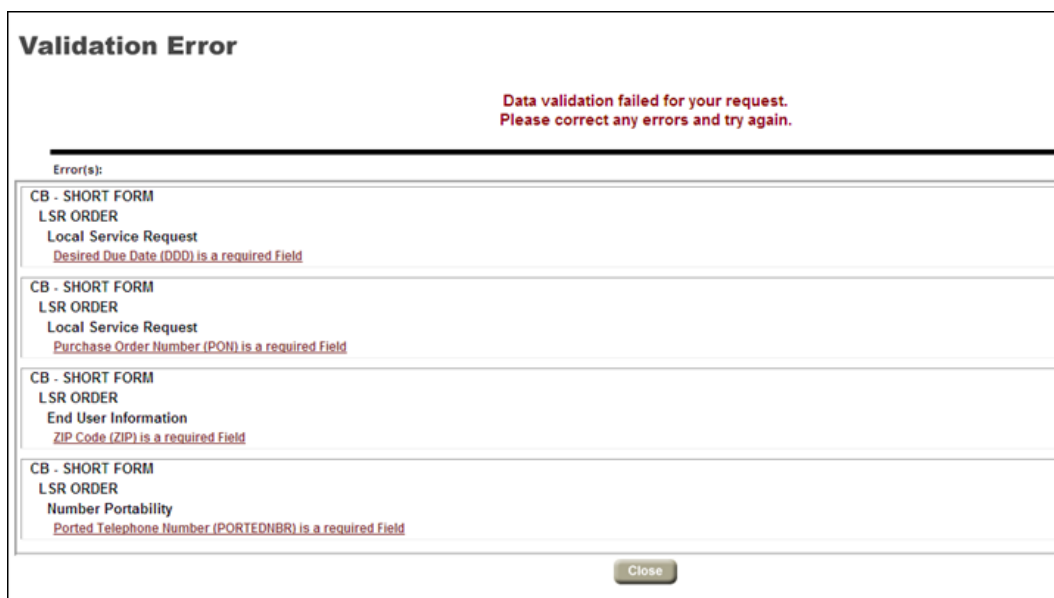 Validation Error
Data validation failed for your request.
Please correct any errors and try again.
Error(s):
CB - SHORT FORM
LSR ORDER
Local Service Request
Desired Due Date (DDD) is a required Field
CB - SHORT FORM
LSR ORDER
Local Service Request
Purchase Order Number (PON) is a required Field
CB - SHORT FORM
LSR ORDER
End User Information
ZIP Code (ZIP) is a required Field
CB - SHORT FORM
LSR ORDER
Number Portability
Ported Telephone Number (PORTEDNBR) is a required Field
Close